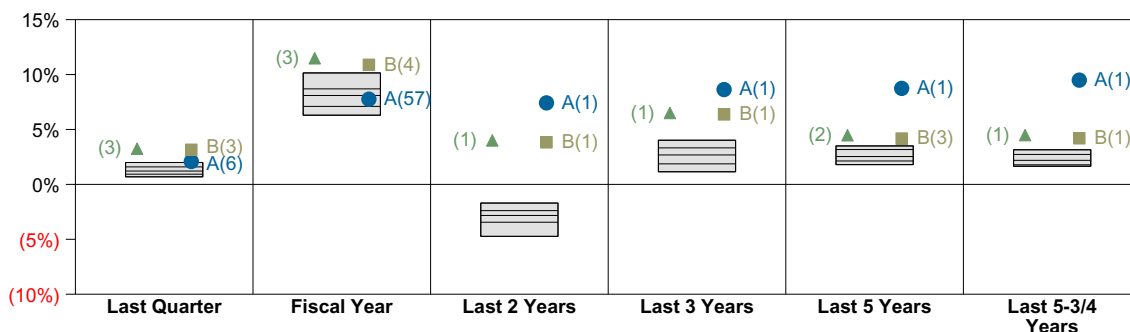 15%
10%
5%
0%
(5%)
(10%)
(3)
B(3)
A(6)
(3)
B(4)
A(57)
(1)
A(1)
B(1)
(1)
A(1)
B(1)
(2)
A(1)
B(3)
(1)
A(1)
B(1)
Last Quarter
Fiscal Year
Last 2 Years
Last 3 Years
Last 5 Years
Last 5-3/4
Years